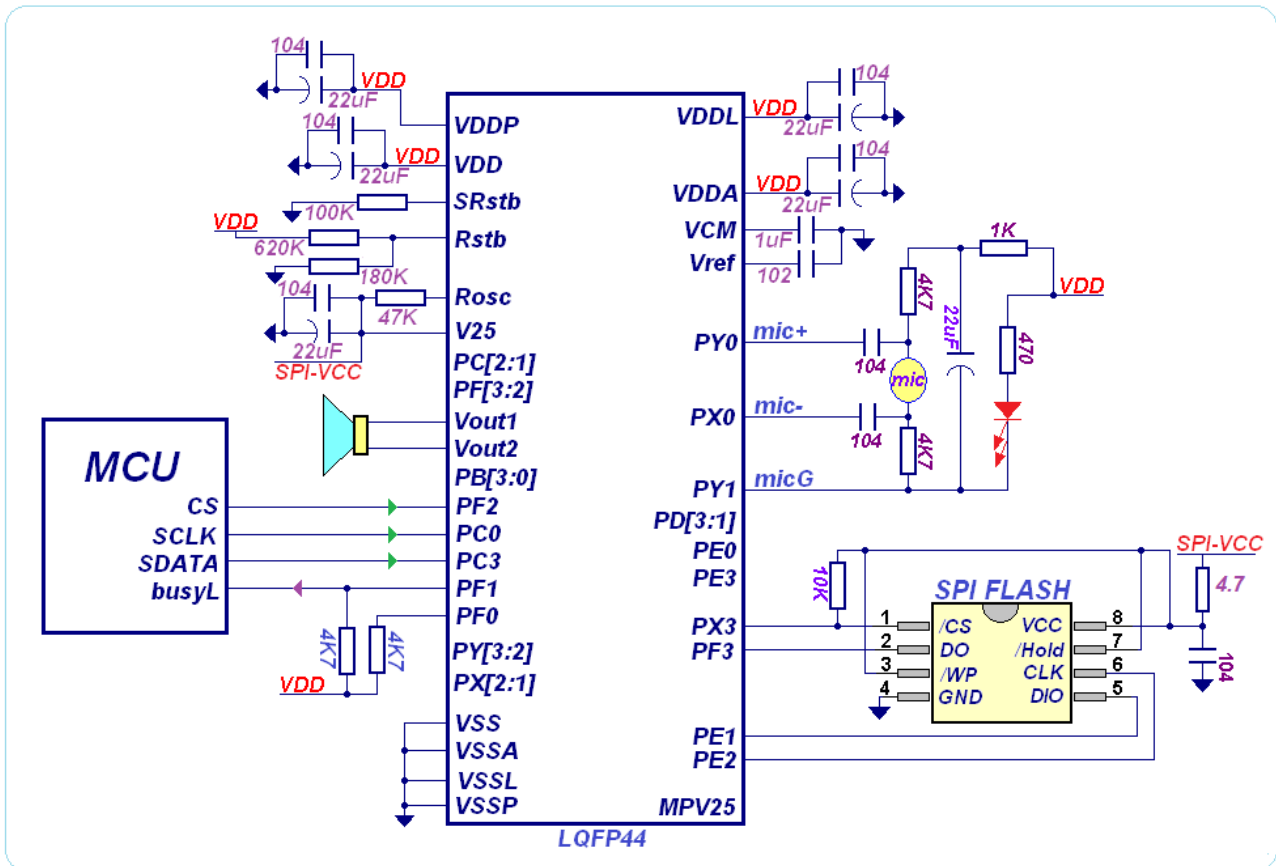 104
VDD
22uF
VDDP
104
VDD
22uF
VDD
100K
SRstb
VDD
620K
Rstb
180K
104
47K
Rosc
22uF
V25
SPI-VCC
PC[2:1]
PF[3:2]
Vout1
Vout2
PB[3:0]
MCU
CS
PF2
SCLK
PC0
SDATA
PC3
busyL
PF1
PF0
4K7
4K7
VDD
PY[3:2]
PX[2:1]
VSS
VSSA
VSSL
VSSP
104
VDDL
VDD
22uF
104
VDDA
VDD
22uF
VCM
1uF
Vref
102
1K
4K7
VDD
22uF
470
PY0
mic+
104
mic
PX0
mic-
104
4K7
PY1
micG
PD[3:1]
PE0
PE3
SPI-VCC
10K
4.7
SPI FLASH
PX3
1
/CS
VCC
8
PF3
2
DO
/Hold
7
3
/WP
CLK
6
4
GND
DIO
5
104
PE1
PE2
MPV25
LQFP44